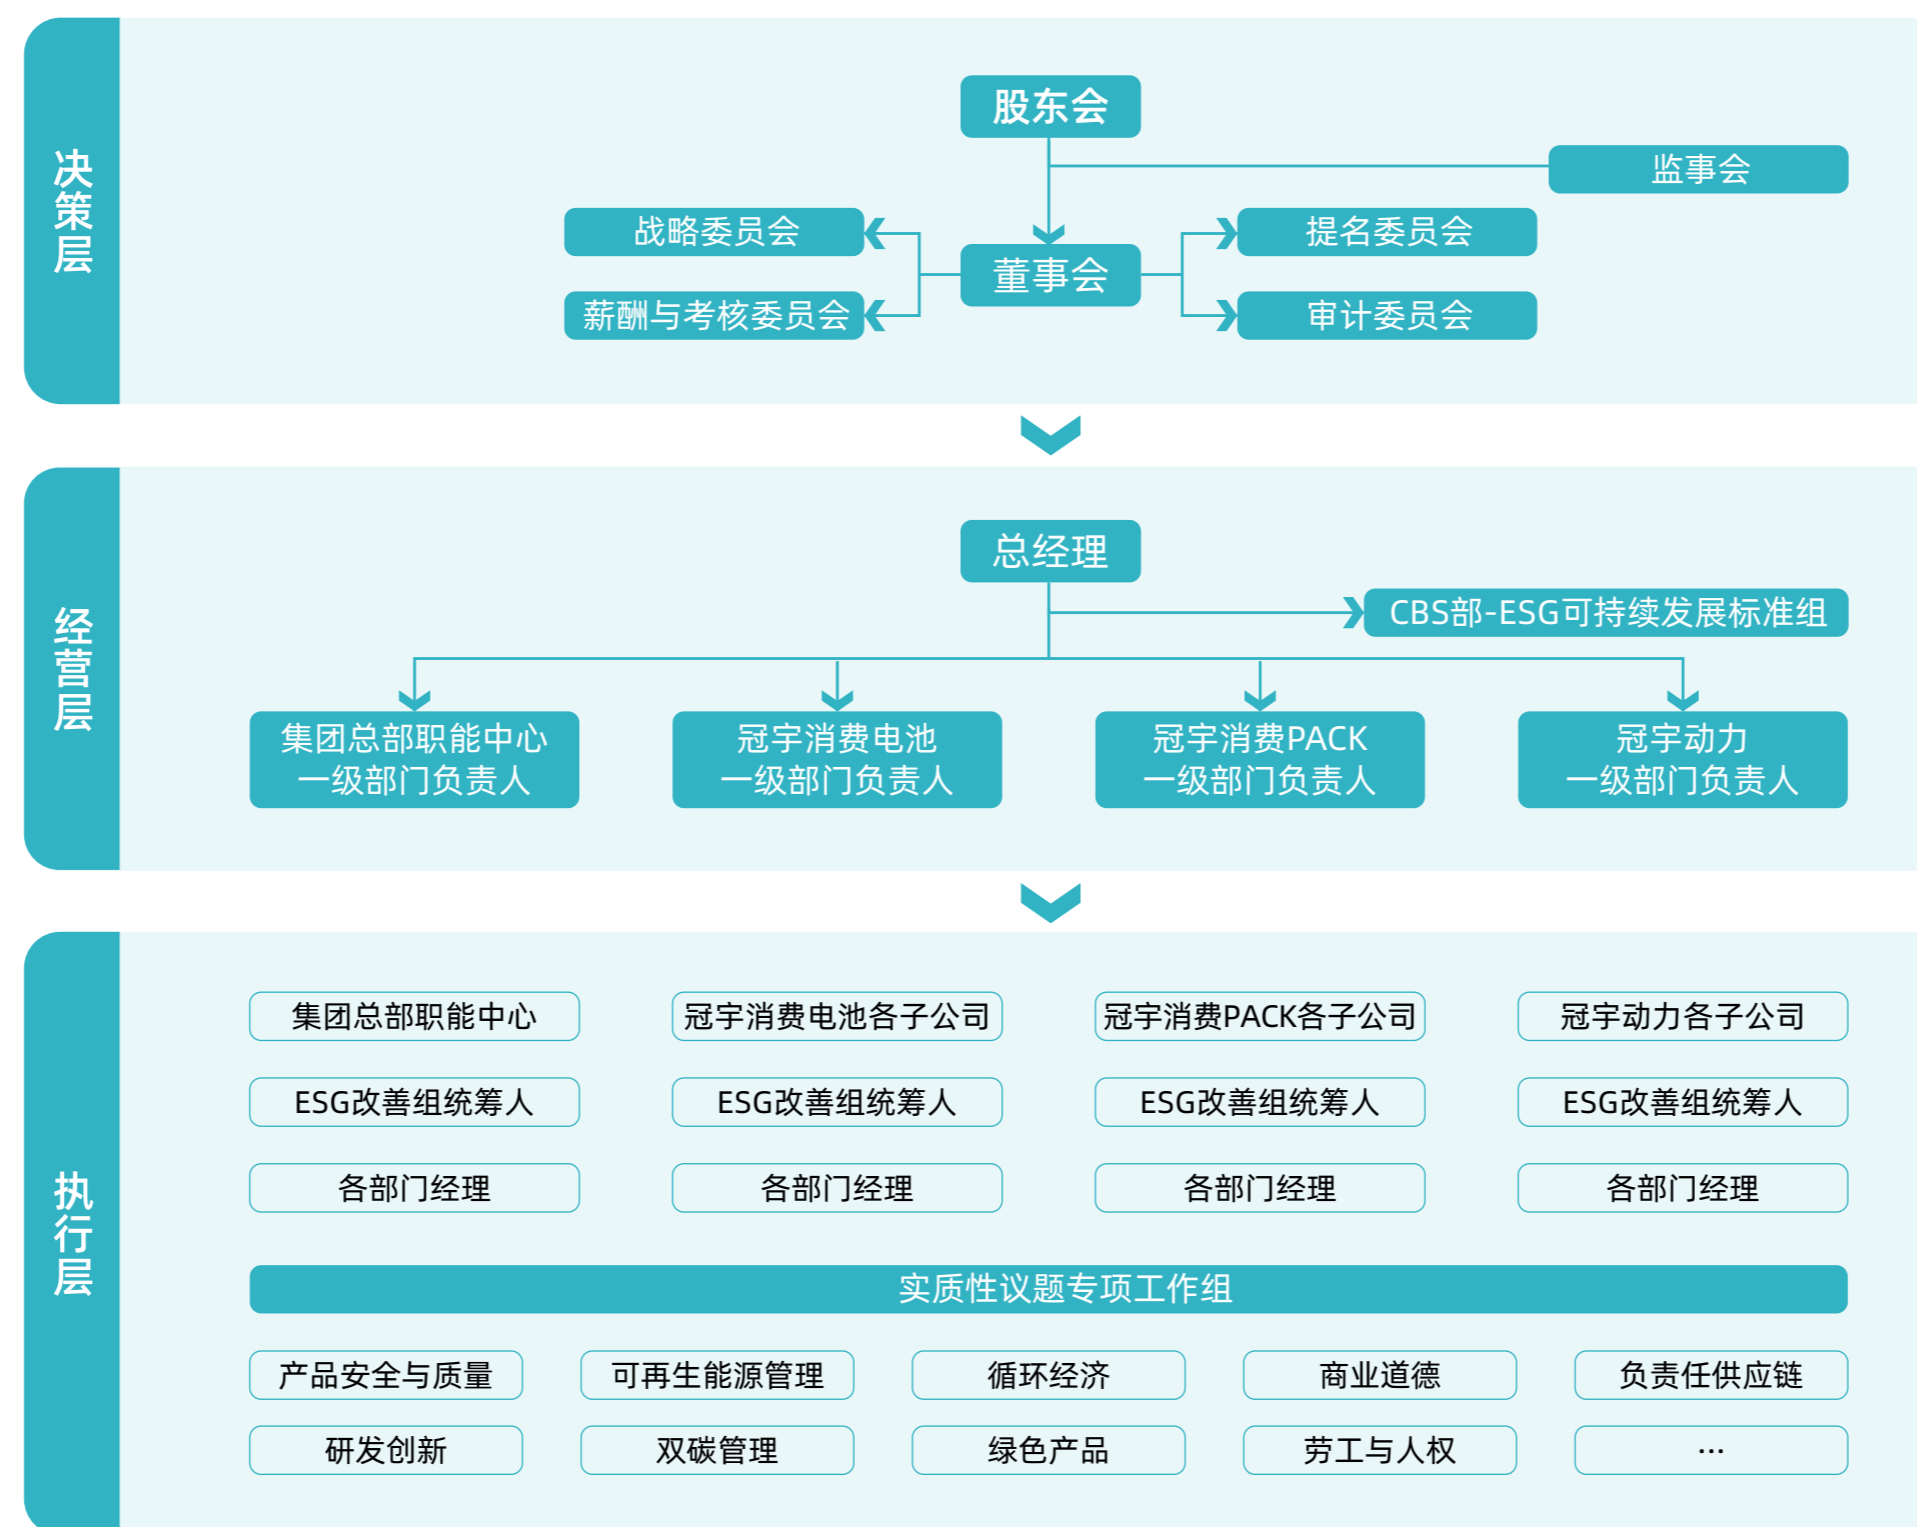 决策层
股东会
监事会
战略委员会
提名委员会
董事会
薪酬与考核委员会
审计委员会
经营层
总经理
CBS部-ESG可持续发展标准组
集团总部职能中心
一级部门负责人
冠宇消费电池
一级部门负责人
冠宇消费PACK
一级部门负责人
冠宇动力
一级部门负责人
执行层
集团总部职能中心
冠宇消费电池各子公司
冠宇消费PACK各子公司
冠宇动力各子公司
ESG改善组统筹人
ESG改善组统筹人
ESG改善组统筹人
ESG改善组统筹人
各部门经理
各部门经理
各部门经理
各部门经理
实质性议题专项工作组
产品安全与质量
可再生能源管理
循环经济
商业道德
负责任供应链
研发创新
双碳管理
绿色产品
劳工与人权
…